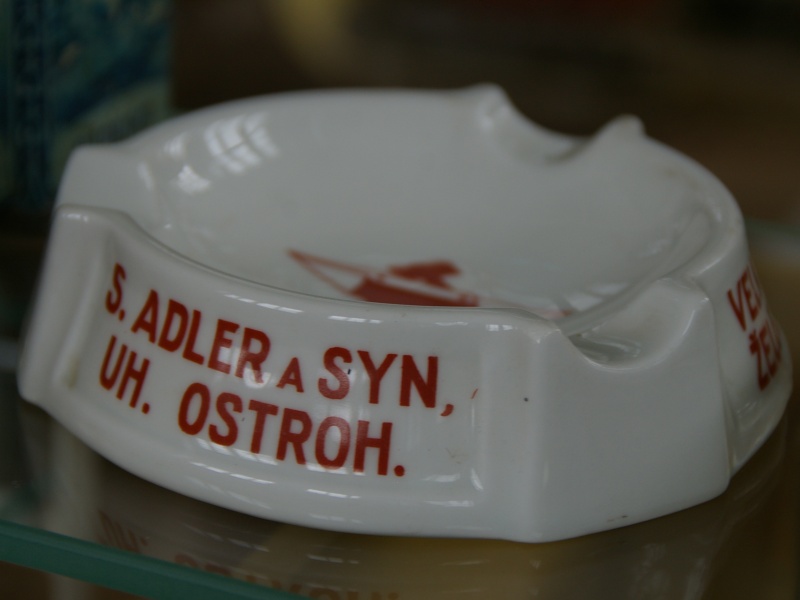 S. ADLER A SYN,
UH. OSTROH.